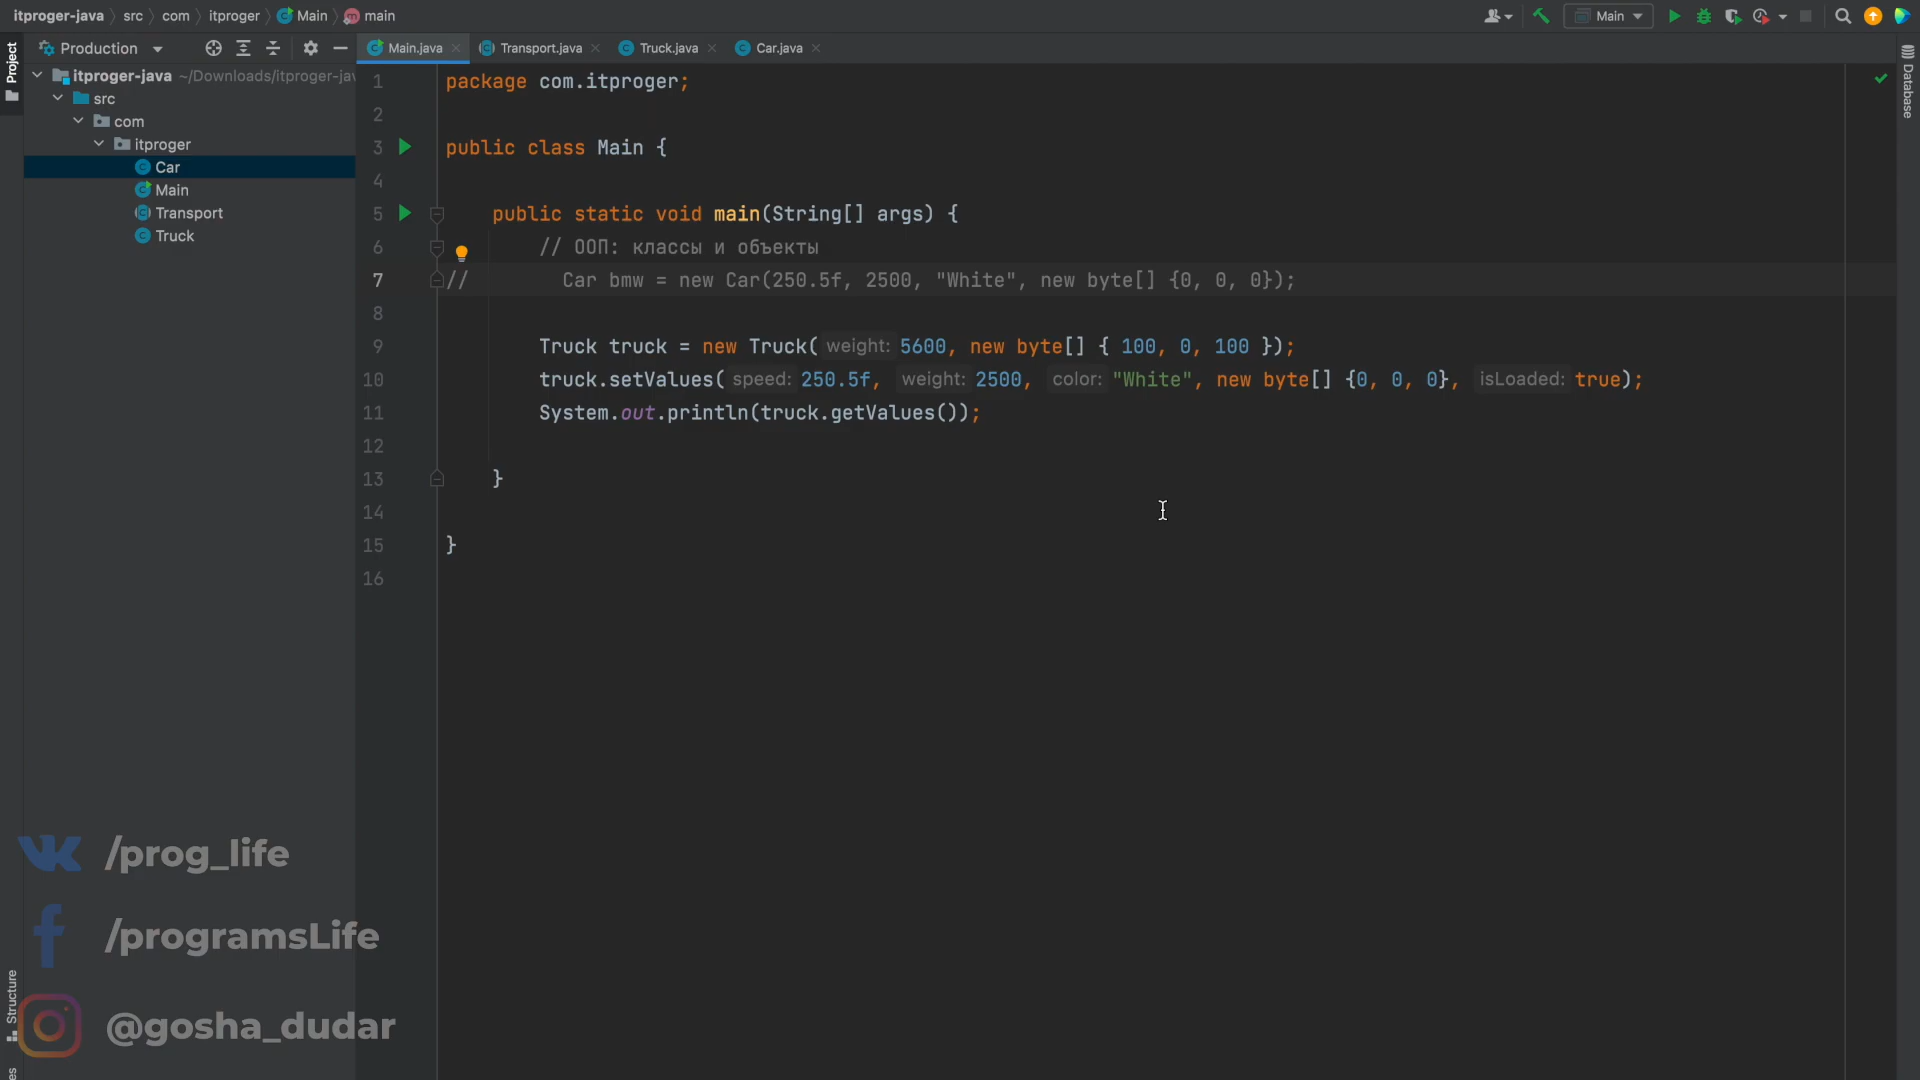 itproger-java src com itproger Main main
Main
Production
Main.java Transport.java Truck.java Car.java
Project
Database
itproger-java ~/Downloads/itproger-jav
src
com
itproger
Car
Main
Transport
Truck
1 package com.itproger;
2
3 public class Main {
4
5 public static void main(String[] args) {
6 // ООП: классы и объекты
7 // Car bmw = new Car(250.5f, 2500, "White", new byte[] {0, 0, 0});
8
9 Truck truck = new Truck( weight: 5600, new byte[] { 100, 0, 100 });
10 truck.setValues( speed: 250.5f, weight: 2500, color: "White", new byte[] {0, 0, 0}, isLoaded: true);
11 System.out.println(truck.getValues());
12
13 }
14
15 }
16
/prog_life
/programsLife
@gosha_dudar
Structure